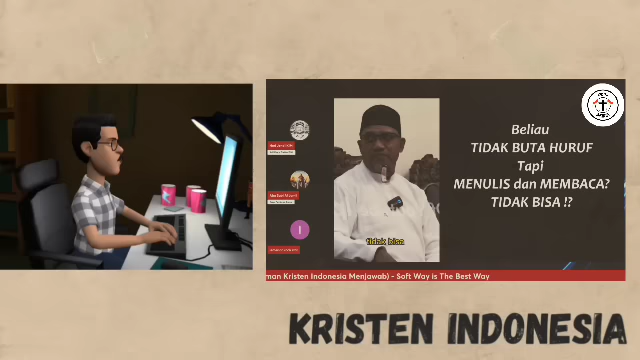 Beliau
TIDAK BUTA HURUF
Tapi
MENULIS dan MEMBACA?
TIDAK BISA !?
tidak bisa
man Kristen Indonesia Menjawab) - Soft Way is The Best Way
KRISTEN INDONESIA